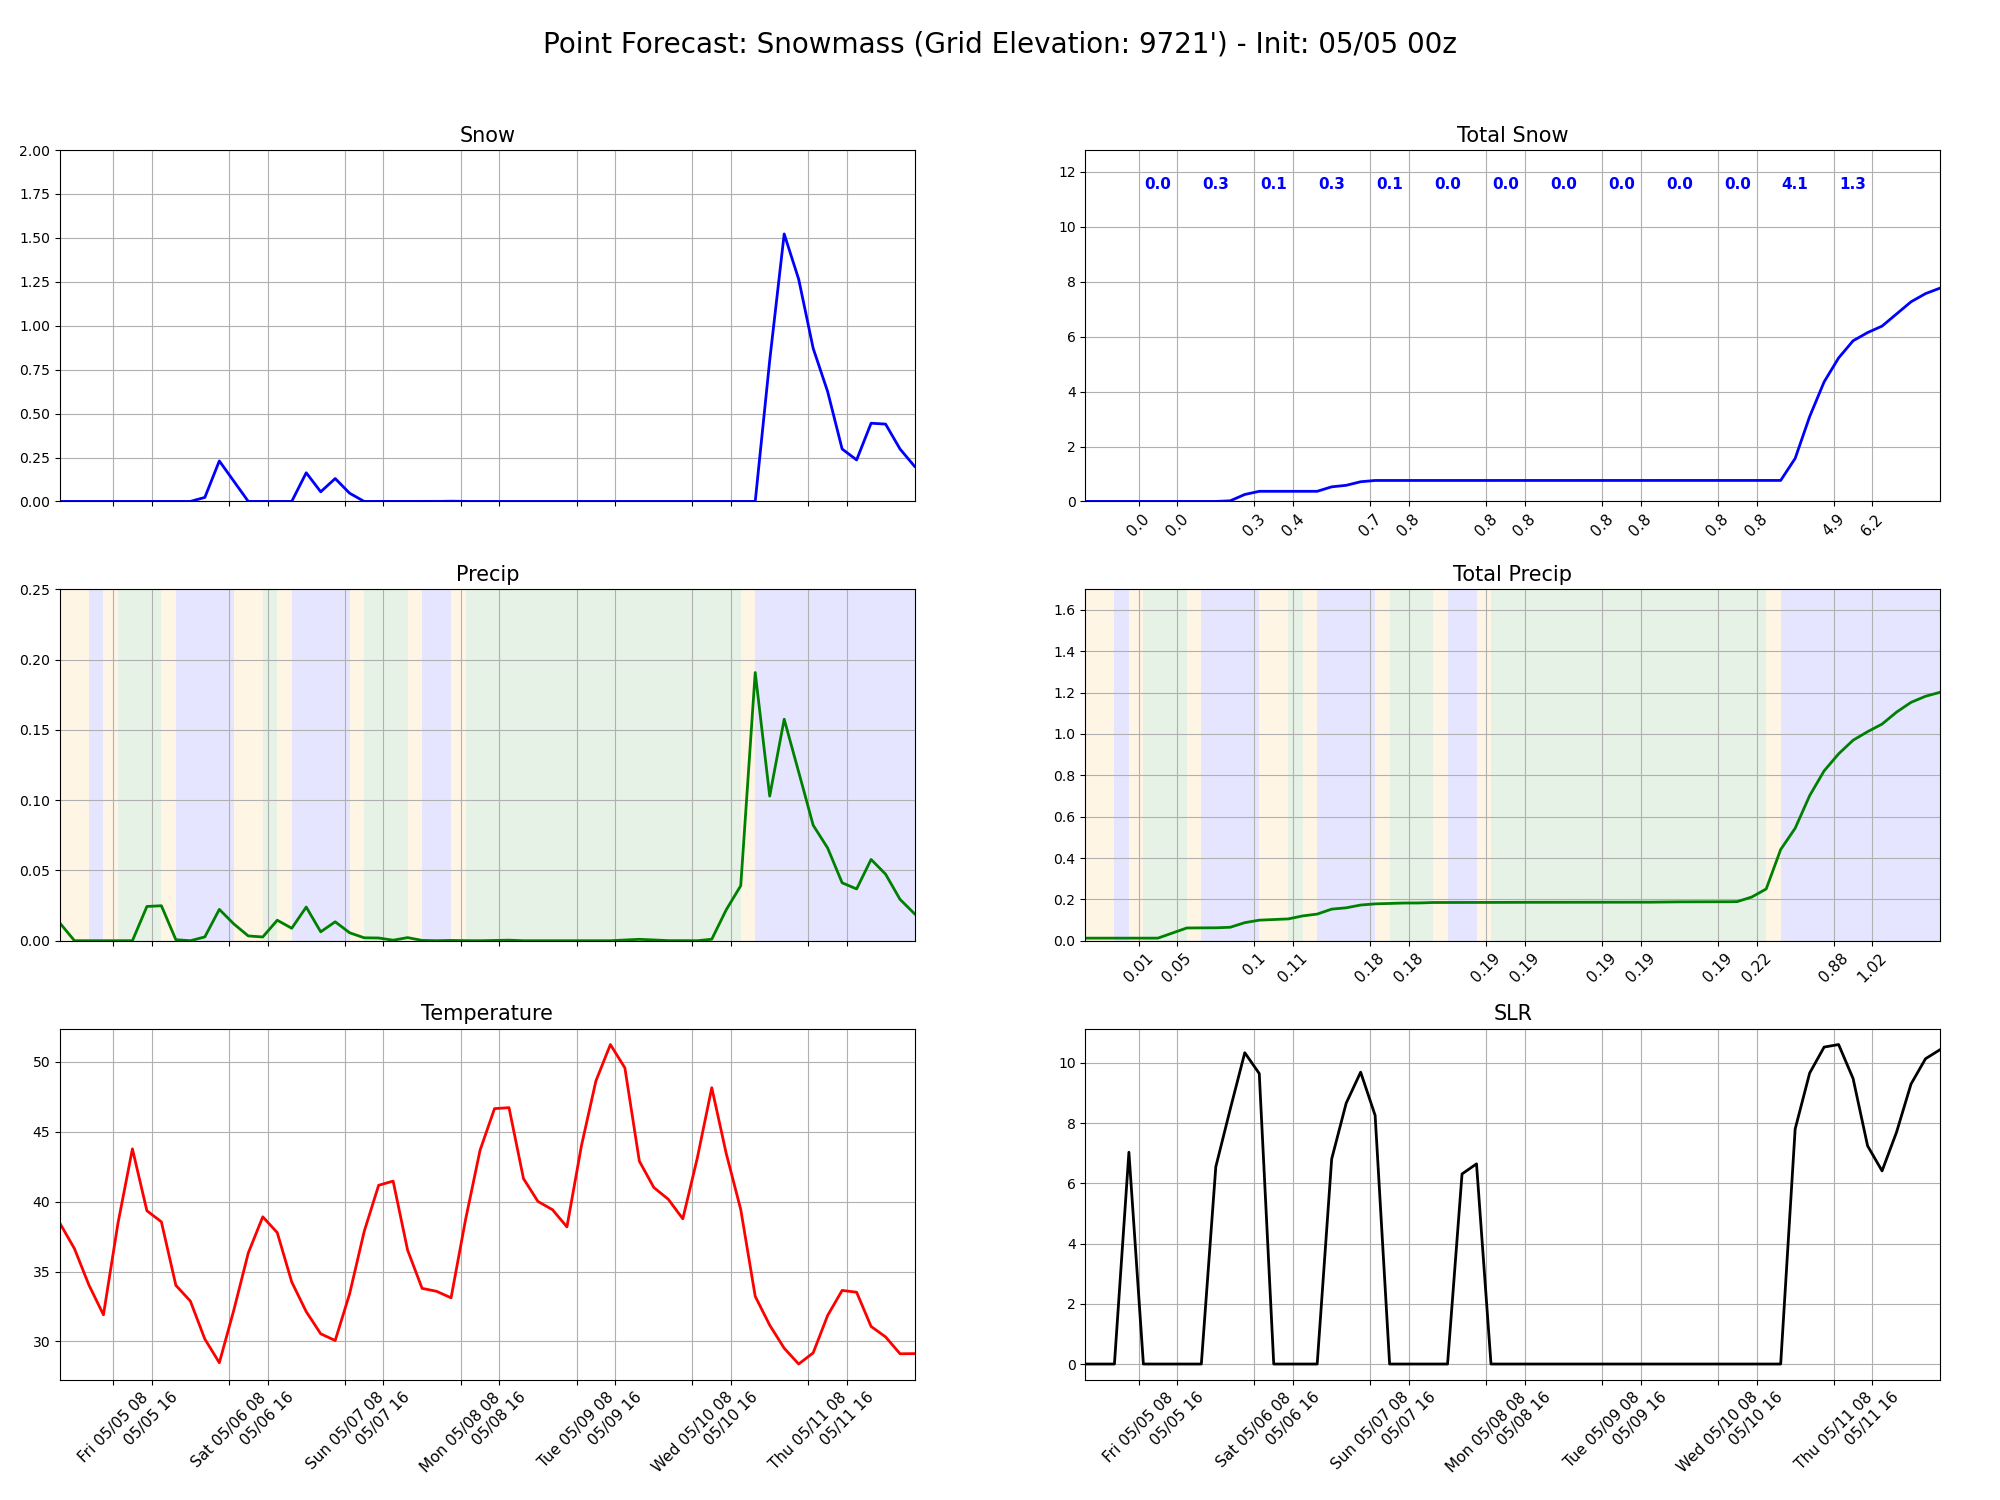 Point Forecast: Snowmass (Grid Elevation: 9721') - Init: 05/05 00z
Snow
2.00
1.75
1.50
1.25
1.00
0.75
0.50
0.25
0.00
Total Snow
12
10
8
6
4
2
0
0.0 0.3 0.1 0.3 0.1 0.0 0.0 0.0 0.0 0.0 0.0 4.1 1.3
0.0 0.0 0.3 0.4 0.7 0.8 0.8 0.8 0.8 0.8 0.8 0.8 4.9 6.2
Precip
0.25
0.20
0.15
0.10
0.05
0.00
Total Precip
1.6
1.4
1.2
1.0
0.8
0.6
0.4
0.2
0.0
0.01 0.05 0.1 0.11 0.18 0.18 0.19 0.19 0.19 0.19 0.19 0.22 0.88 1.02
Temperature
50
45
40
35
30
Fri 05/05 08
05/05 16
Sat 05/06 08
05/06 16
Sun 05/07 08
05/07 16
Mon 05/08 08
05/08 16
Tue 05/09 08
05/09 16
Wed 05/10 08
05/10 16
Thu 05/11 08
05/11 16
SLR
10
8
6
4
2
0
Fri 05/05 08
05/05 16
Sat 05/06 08
05/06 16
Sun 05/07 08
05/07 16
Mon 05/08 08
05/08 16
Tue 05/09 08
05/09 16
Wed 05/10 08
05/10 16
Thu 05/11 08
05/11 16